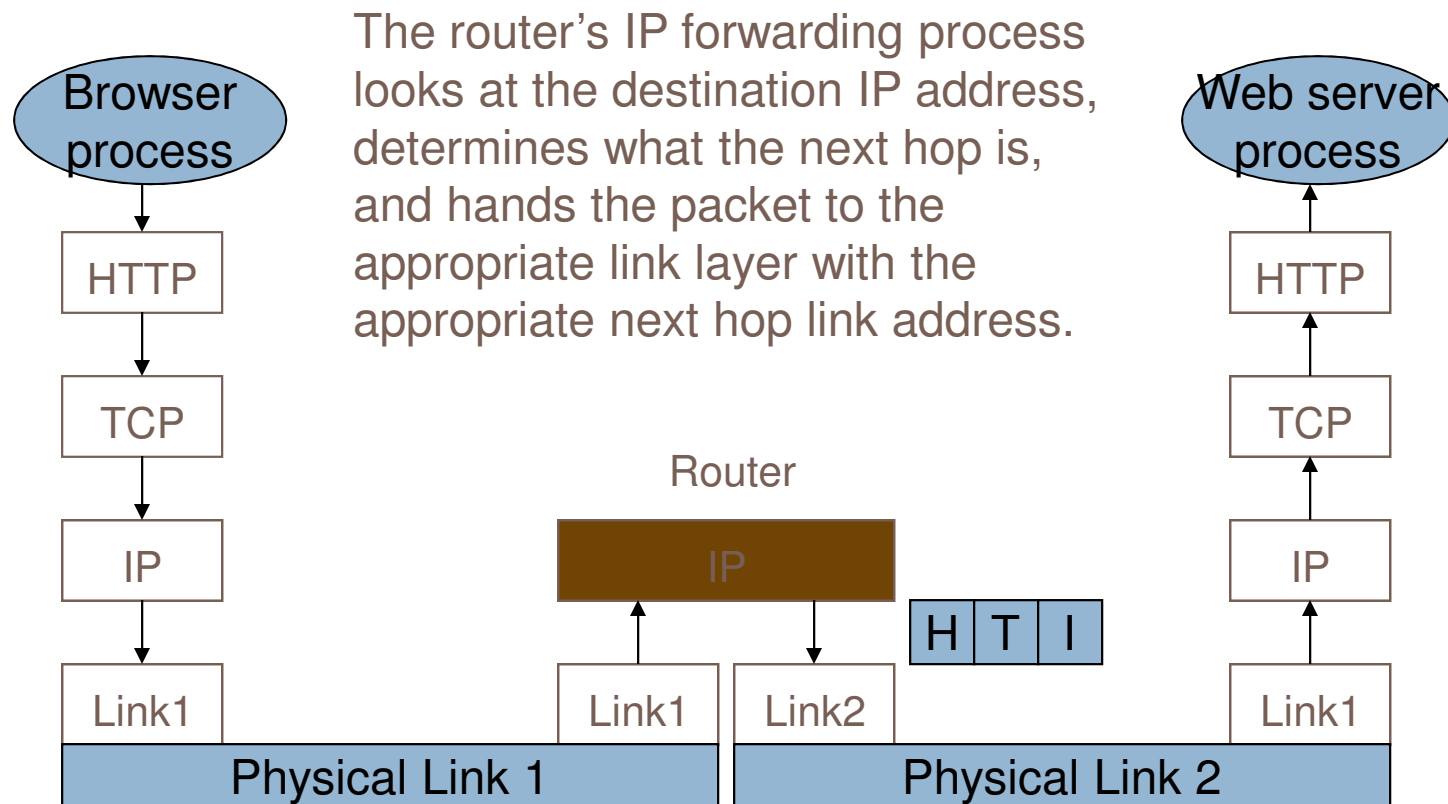 The router’s IP forwarding process
looks at the destination IP address,
determines what the next hop is,
and hands the packet to the
appropriate link layer with the
appropriate next hop link address.
Browser
process
Web server
process
HTTP
HTTP
TCP
TCP
Router
IP
IP
IP
H T I
Link1
Link1
Link2
Link1
Physical Link 1
Physical Link 2